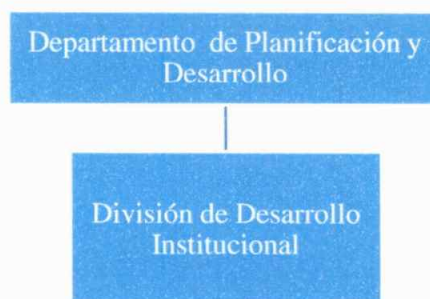 Departamento de Planificación y
Desarrollo
División de Desarrollo
Institucional